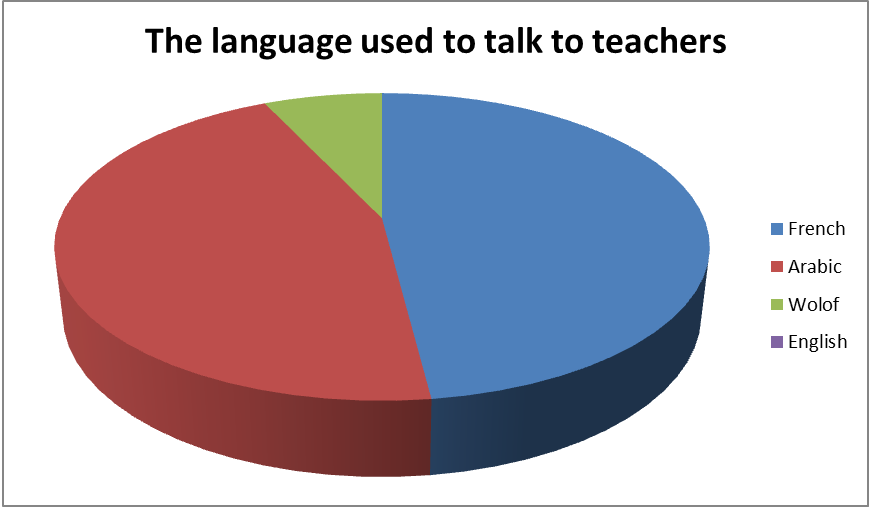 The language used to talk to teachers
French
Arabic
Wolof
English